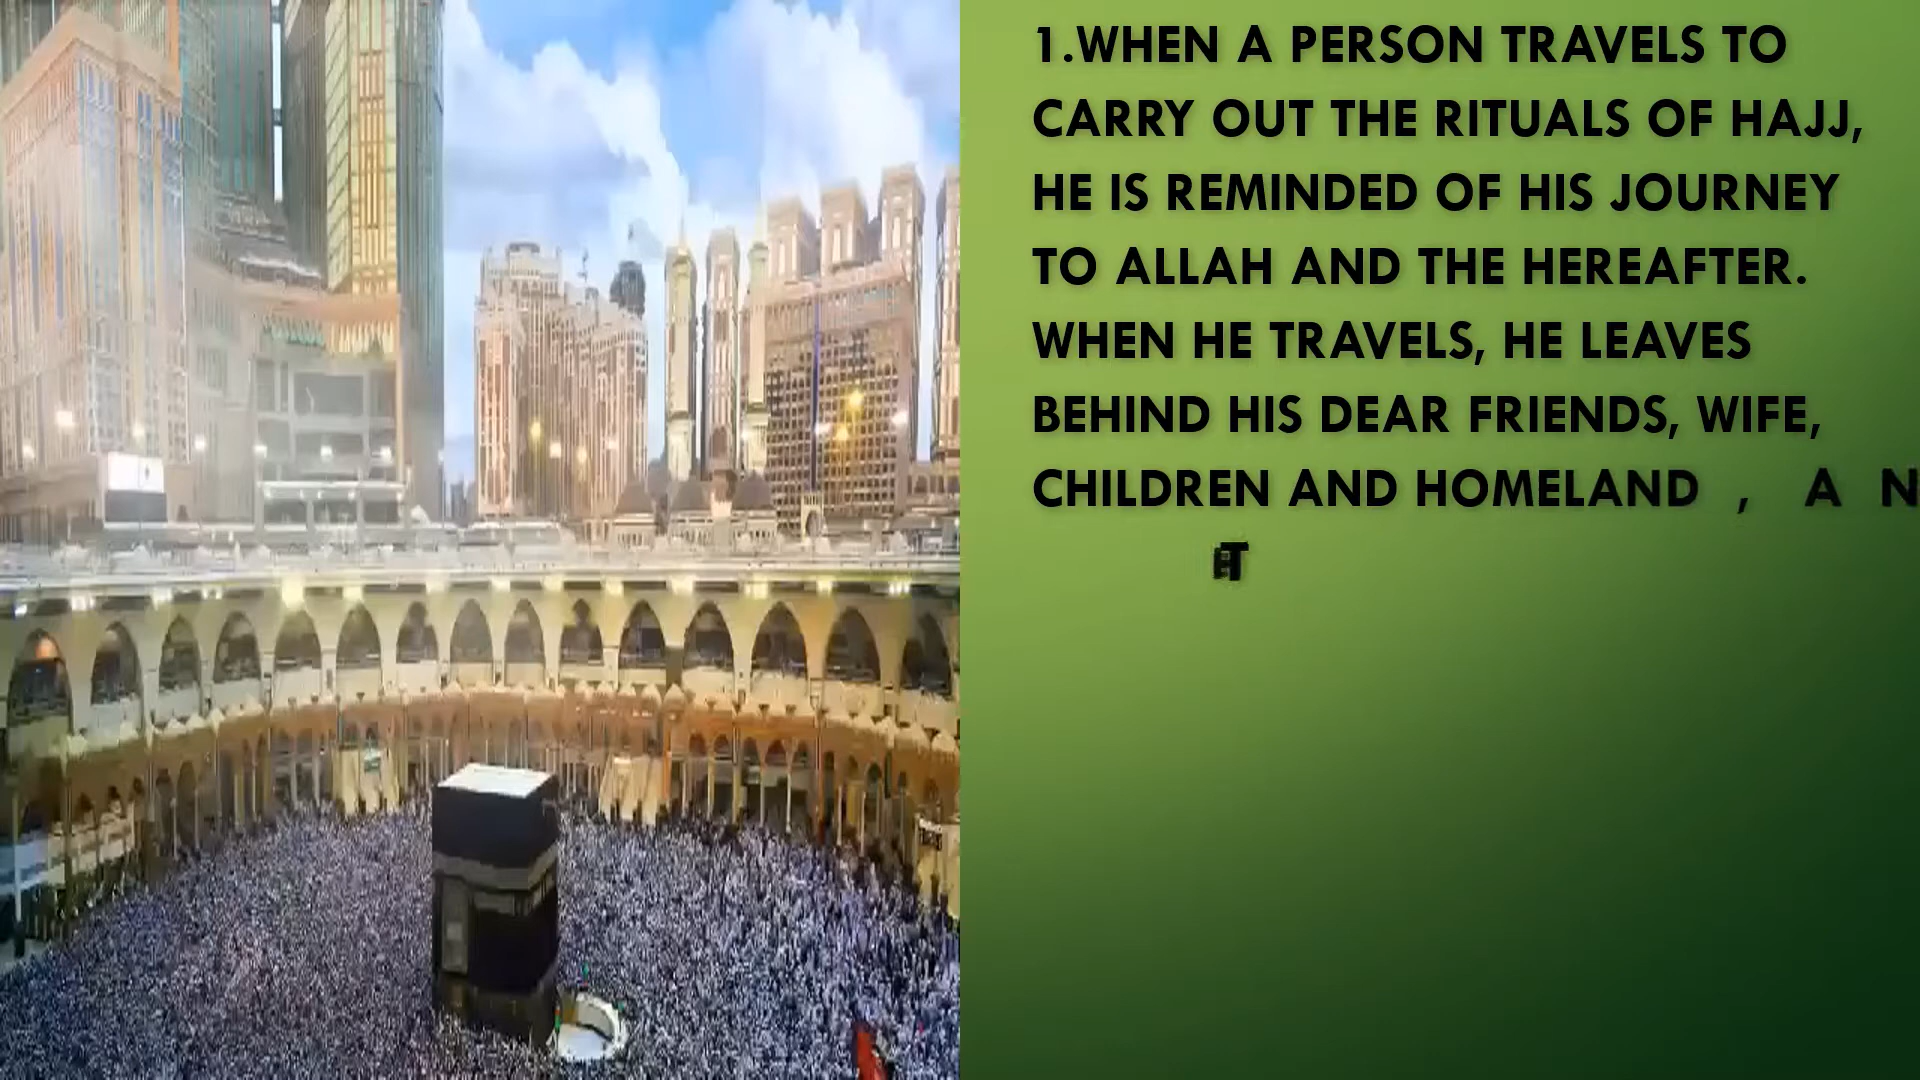 1.WHEN A PERSON TRAVELS TO
CARRY OUT THE RITUALS OF HAJJ,
HE IS REMINDED OF HIS JOURNEY
TO ALLAH AND THE HEREAFTER.
WHEN HE TRAVELS, HE LEAVES
BEHIND HIS DEAR FRIENDS, WIFE,
CHILDREN AND HOMELAND , A N